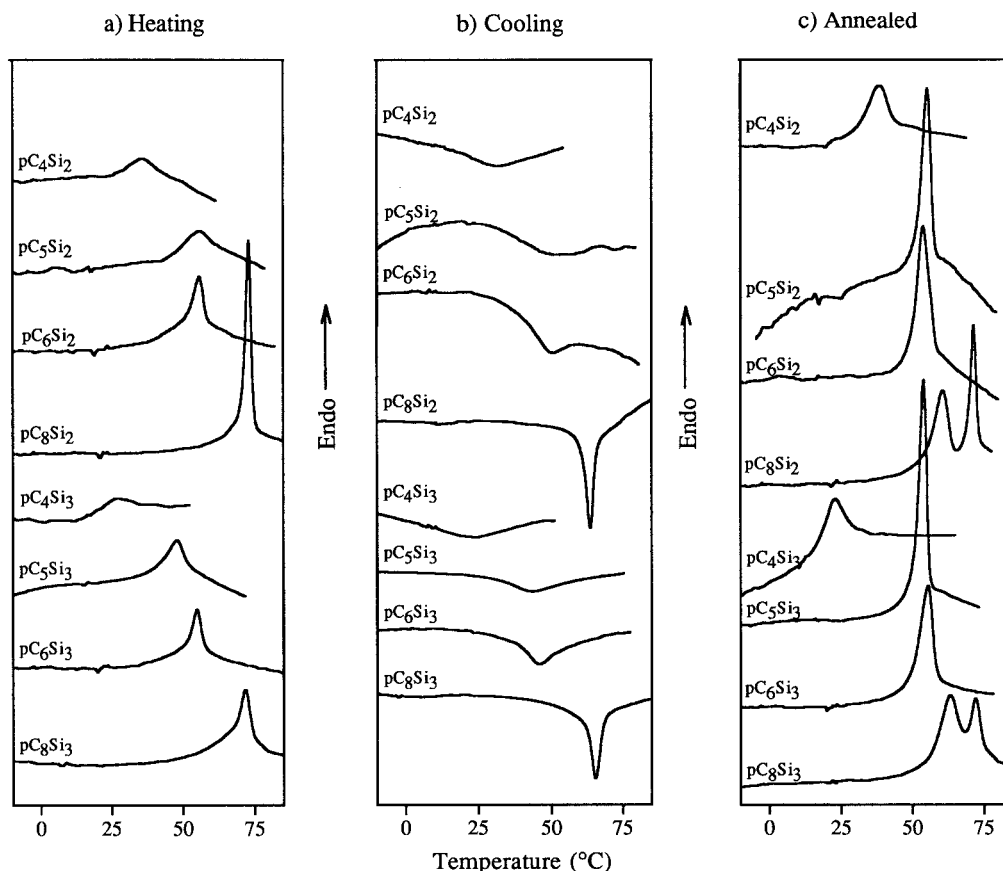 a) Heating
pC4Si2
pC5Si2
pC6Si2
pC8Si2
pC4Si3
pC5Si3
pC6Si3
pC8Si3
0 25 50 75
Endo
b) Cooling
pC4Si2
pC5Si2
pC6Si2
pC8Si2
pC4Si3
pC5Si3
pC6Si3
pC8Si3
0 25 50 75
Endo
c) Annealed
pC4Si2
pC5Si2
pC6Si2
pC8Si2
pC4Si3
pC5Si3
pC6Si3
pC8Si3
0 25 50 75
Temperature (°C)